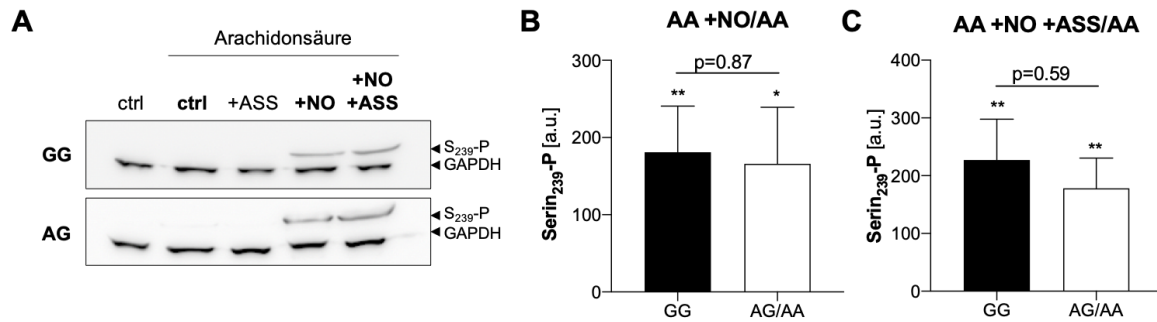 A
Arachidonsäure
ctrl ctrl +ASS +NO +NO +ASS
GG
S239-P
GAPDH
AG
S239-P
GAPDH
B
AA +NO/AA
Serin239-P [a.u.]
300
200
100
0
p=0.87
**
*
GG AG/AA
C
AA +NO +ASS/AA
Serin239-P [a.u.]
400
300
200
100
0
p=0.59
**
**
GG AG/AA